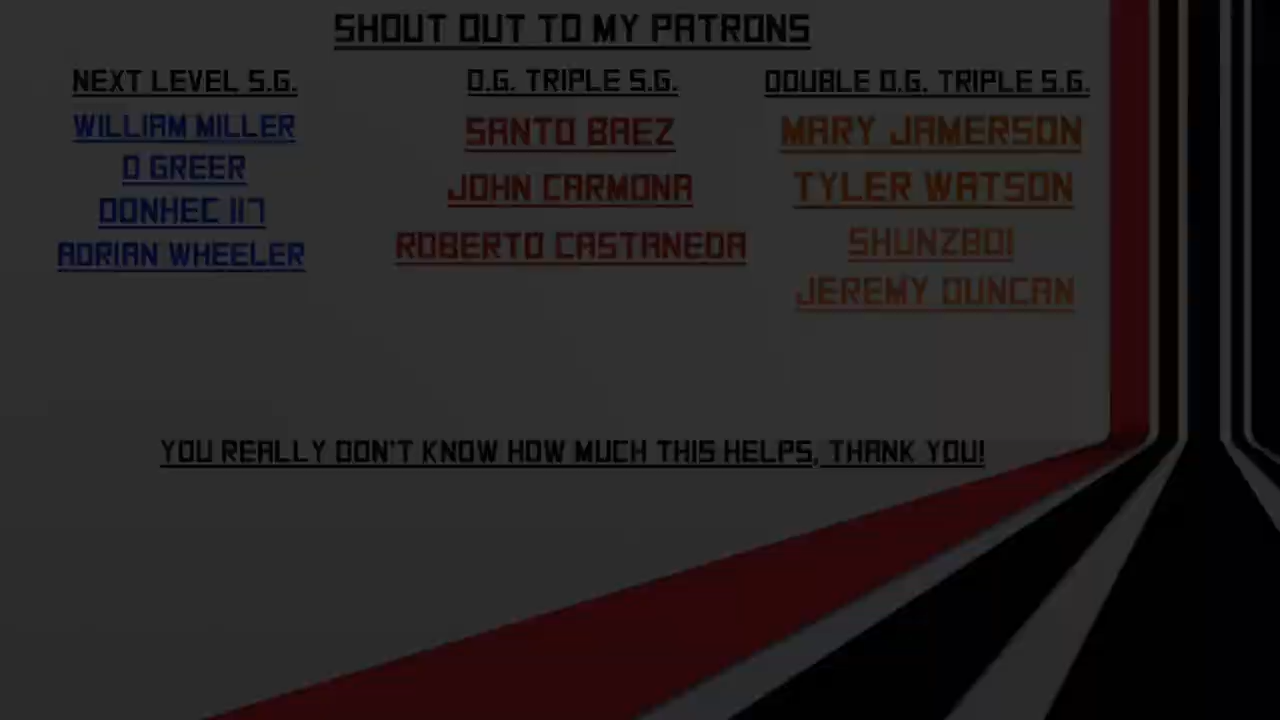 SHOUT OUT TO MY PATRONS
NEXT LEVEL S.G.
WILLIAM MILLER
D GREER
DONHEC 117
ADRIAN WHEELER
O.G. TRIPLE S.G.
SANTO BAEZ
JOHN CARMONA
ROBERTO CASTANEDA
DOUBLE O.G. TRIPLE S.G.
MARY JAMERSON
TYLER WATSON
SHUNZBOI
JEREMY DUNCAN
YOU REALLY DON'T KNOW HOW MUCH THIS HELPS, THANK YOU!